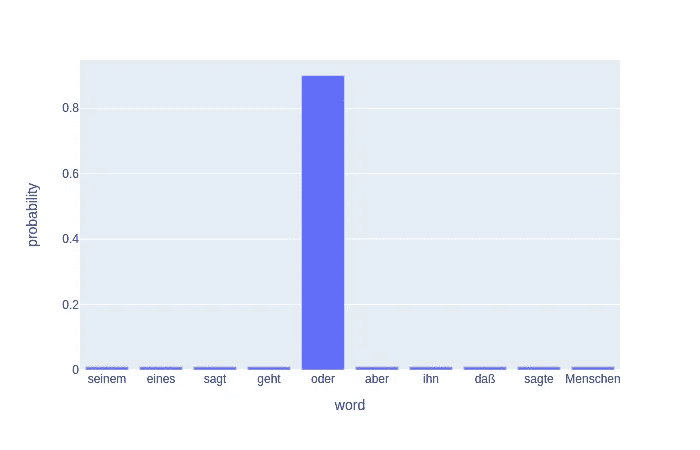 probability
0.8
0.6
0.4
0.2
0
seinem eines sagt geht oder aber ihn daß sagte Menschen
word